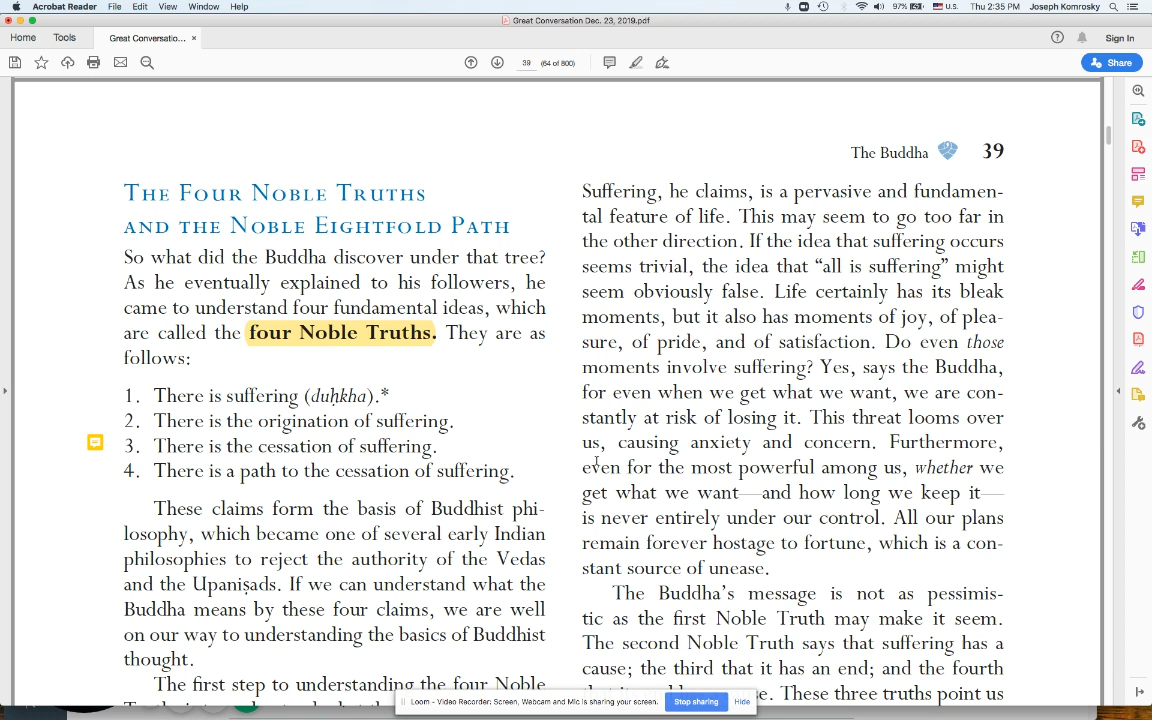 Acrobat Reader File Edit View Window Help
97% U.S. Thu 2:35 PM Joseph Komrosky
Great Conversation Dec. 23, 2019.pdf
Home Tools Great Conversatio... × Sign In
39 (64 of 800) Share
The Buddha 39
THE FOUR NOBLE TRUTHS
AND THE NOBLE EIGHTFOLD PATH
So what did the Buddha discover under that tree?
As he eventually explained to his followers, he
came to understand four fundamental ideas, which
are called the four Noble Truths. They are as
follows:
1. There is suffering (duḥkha).*
2. There is the origination of suffering.
3. There is the cessation of suffering.
4. There is a path to the cessation of suffering.
These claims form the basis of Buddhist phi-
losophy, which became one of several early Indian
philosophies to reject the authority of the Vedas
and the Upaniṣads. If we can understand what the
Buddha means by these four claims, we are well
on our way to understanding the basics of Buddhist
thought.
The first step to understanding the four Noble
Suffering, he claims, is a pervasive and fundamen-
tal feature of life. This may seem to go too far in
the other direction. If the idea that suffering occurs
seems trivial, the idea that “all is suffering” might
seem obviously false. Life certainly has its bleak
moments, but it also has moments of joy, of plea-
sure, of pride, and of satisfaction. Do even those
moments involve suffering? Yes, says the Buddha,
for even when we get what we want, we are con-
stantly at risk of losing it. This threat looms over
us, causing anxiety and concern. Furthermore,
even for the most powerful among us, whether we
get what we want—and how long we keep it—
is never entirely under our control. All our plans
remain forever hostage to fortune, which is a con-
stant source of unease.
The Buddha’s message is not as pessimis-
tic as the first Noble Truth may make it seem.
The second Noble Truth says that suffering has a
cause; the third that it has an end; and the fourth
These three truths point us
Loom - Video Recorder: Screen, Webcam and Mic is sharing your screen. Stop sharing Hide